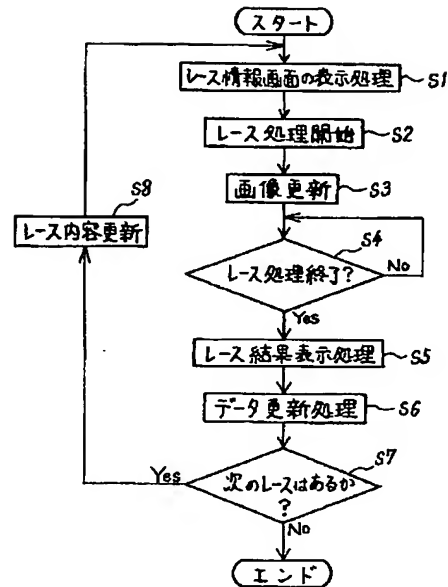 スタート
レース情報画面の表示処理
S1
レース処理開始
S2
画像更新
S3
S8
レース内容更新
S4
レース処理終了?
No
Yes
レース結果表示処理
S5
データ更新処理
S6
S7
Yes
次のレースはあるか
?
No
エンド